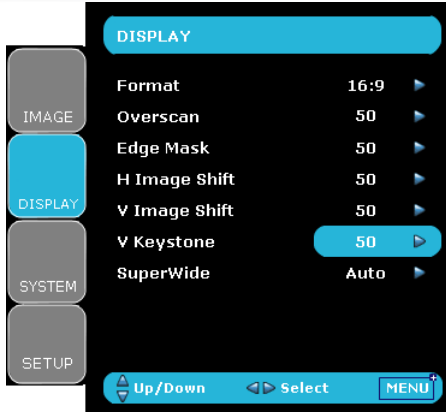 DISPLAY
IMAGE
DISPLAY
SYSTEM
SETUP
Format 16:9
Overscan 50
Edge Mask 50
H Image Shift 50
V Image Shift 50
V Keystone 50
SuperWide Auto
Up/Down Select MENU